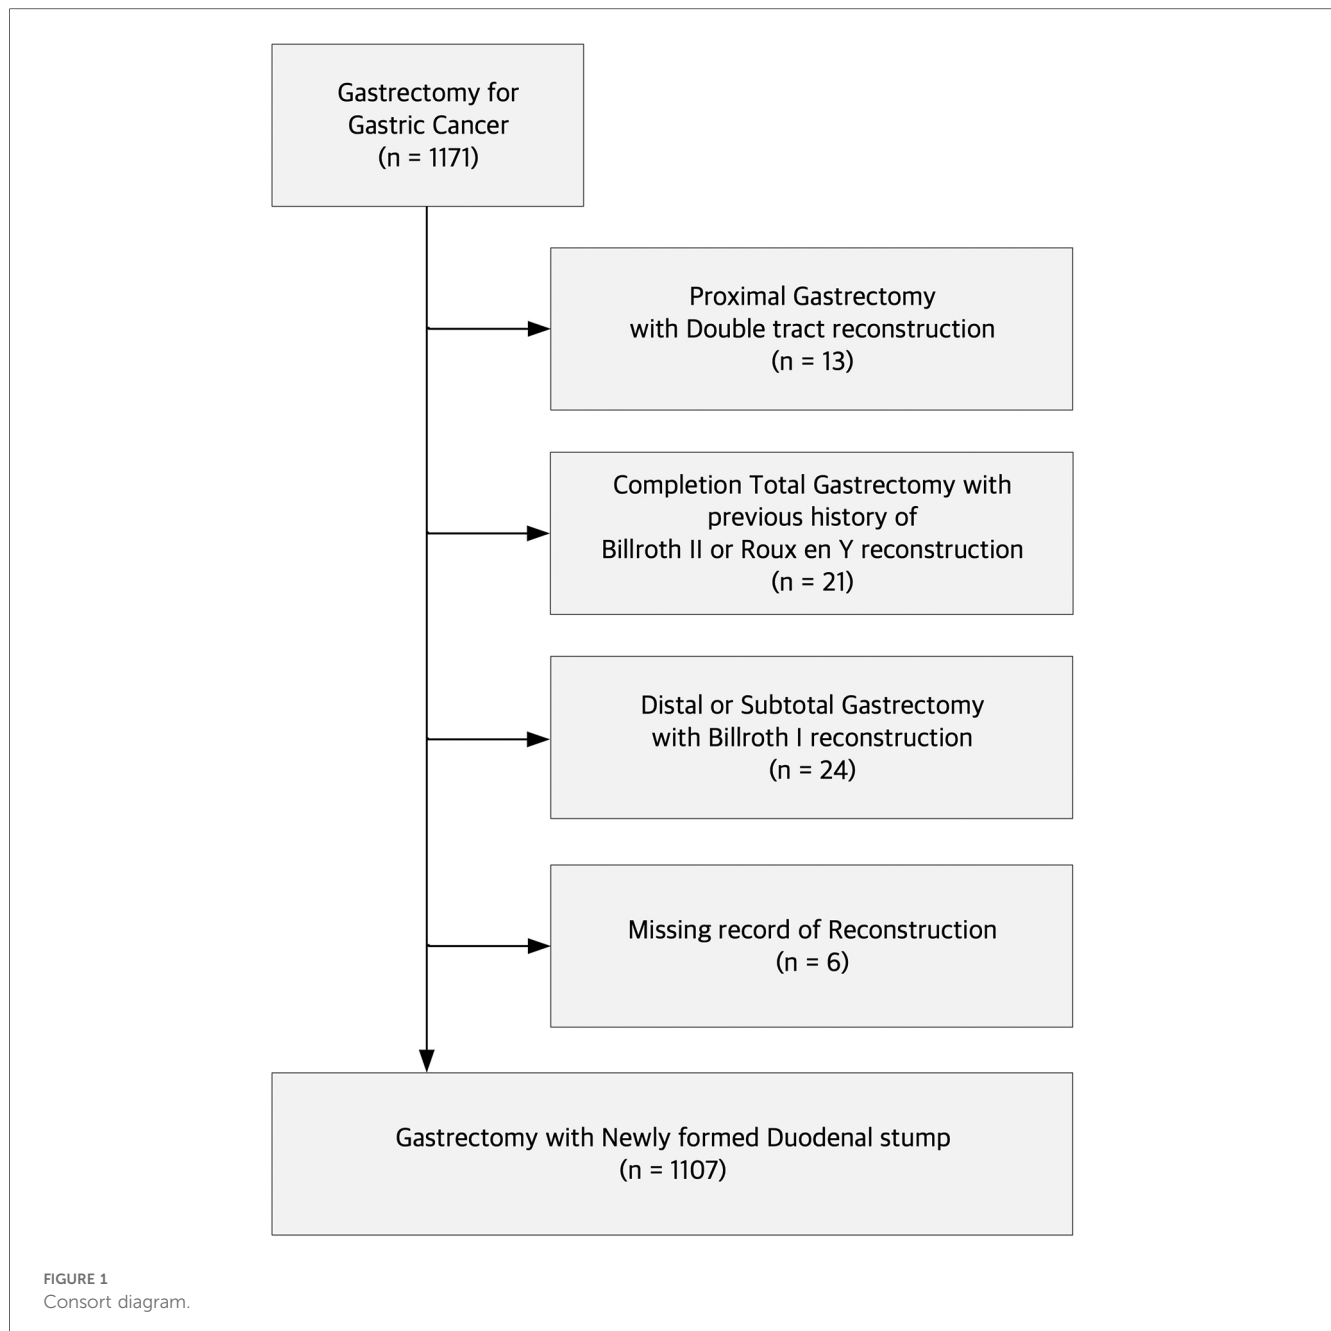 Gastrectomy for
Gastric Cancer
(n = 1171)
Proximal Gastrectomy
with Double tract reconstruction
(n = 13)
Completion Total Gastrectomy with
previous history of
Billroth II or Roux en Y reconstruction
(n = 21)
Distal or Subtotal Gastrectomy
with Billroth I reconstruction
(n = 24)
Missing record of Reconstruction
(n = 6)
Gastrectomy with Newly formed Duodenal stump
(n = 1107)
FIGURE 1
Consort diagram.